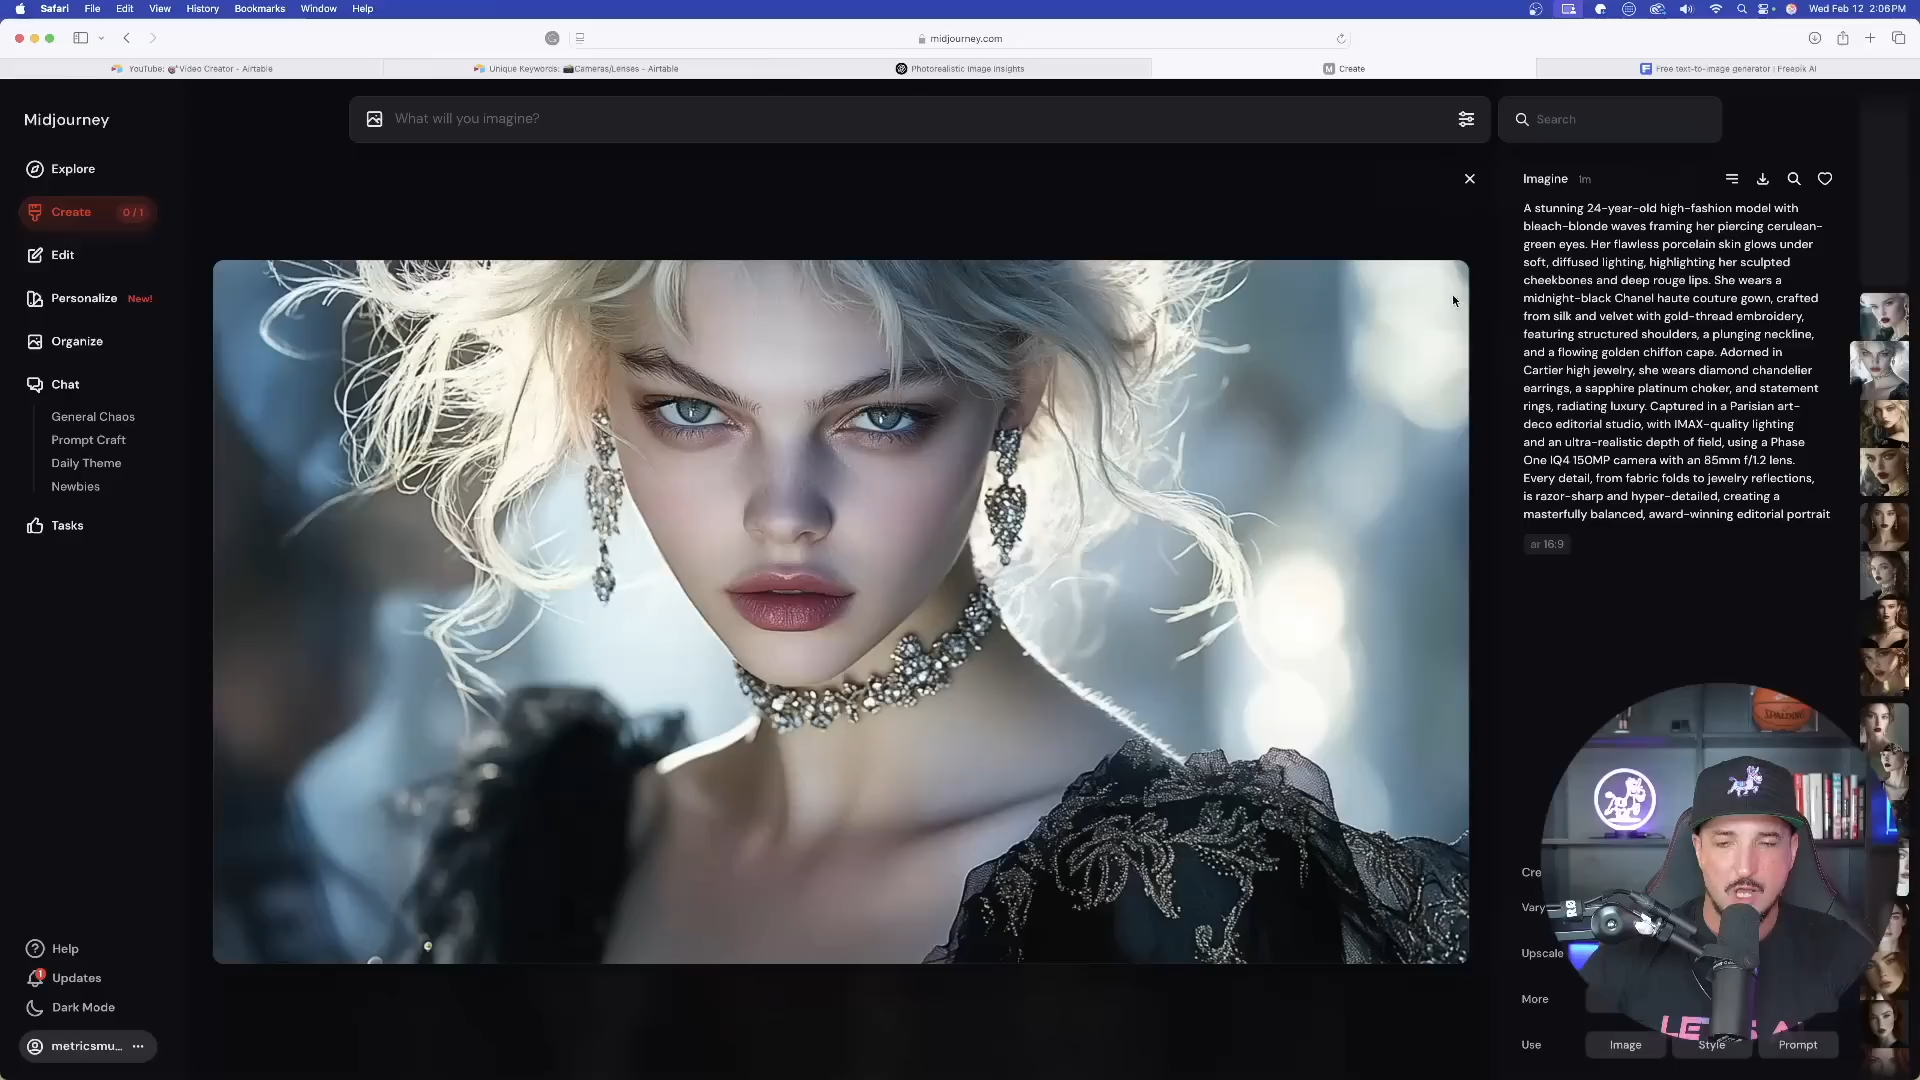 Safari File Edit View History Bookmarks Window Help
Wed Feb 12 2:06 PM
midjourney.com
YouTube: Video Creator - Airtable
Unique Keywords: Cameras/Lenses - Airtable
Photorealistic Image Insights
Create
Free text-to-image generator | Freepik AI
Midjourney
What will you imagine?
Search
Explore
Create 0 / 1
Edit
Personalize New!
Organize
Chat
General Chaos
Prompt Craft
Daily Theme
Newbies
Tasks
Help
1
Updates
Dark Mode
metricsmu... ...
Imagine 1m
A stunning 24-year-old high-fashion model with
bleach-blonde waves framing her piercing cerulean-
green eyes. Her flawless porcelain skin glows under
soft, diffused lighting, highlighting her sculpted
cheekbones and deep rouge lips. She wears a
midnight-black Chanel haute couture gown, crafted
from silk and velvet with gold-thread embroidery,
featuring structured shoulders, a plunging neckline,
and a flowing golden chiffon cape. Adorned in
Cartier high jewelry, she wears diamond chandelier
earrings, a sapphire platinum choker, and statement
rings, radiating luxury. Captured in a Parisian art-
deco editorial studio, with IMAX-quality lighting
and an ultra-realistic depth of field, using a Phase
One IQ4 150MP camera with an 85mm f/1.2 lens.
Every detail, from fabric folds to jewelry reflections,
is razor-sharp and hyper-detailed, creating a
masterfully balanced, award-winning editorial portrait
ar 16:9
SPALDING
Cre
Vary
Upscale
More
Use Image Style Prompt